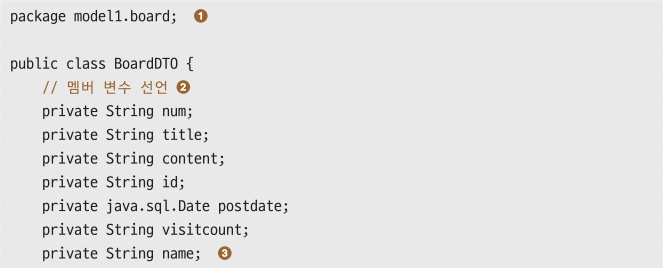 package model1.board; ❶
public class BoardDTO {
// 멤버 변수 선언 ❷
private String num;
private String title;
private String content;
private String id;
private java.sql.Date postdate;
private String visitcount;
private String name; ❸